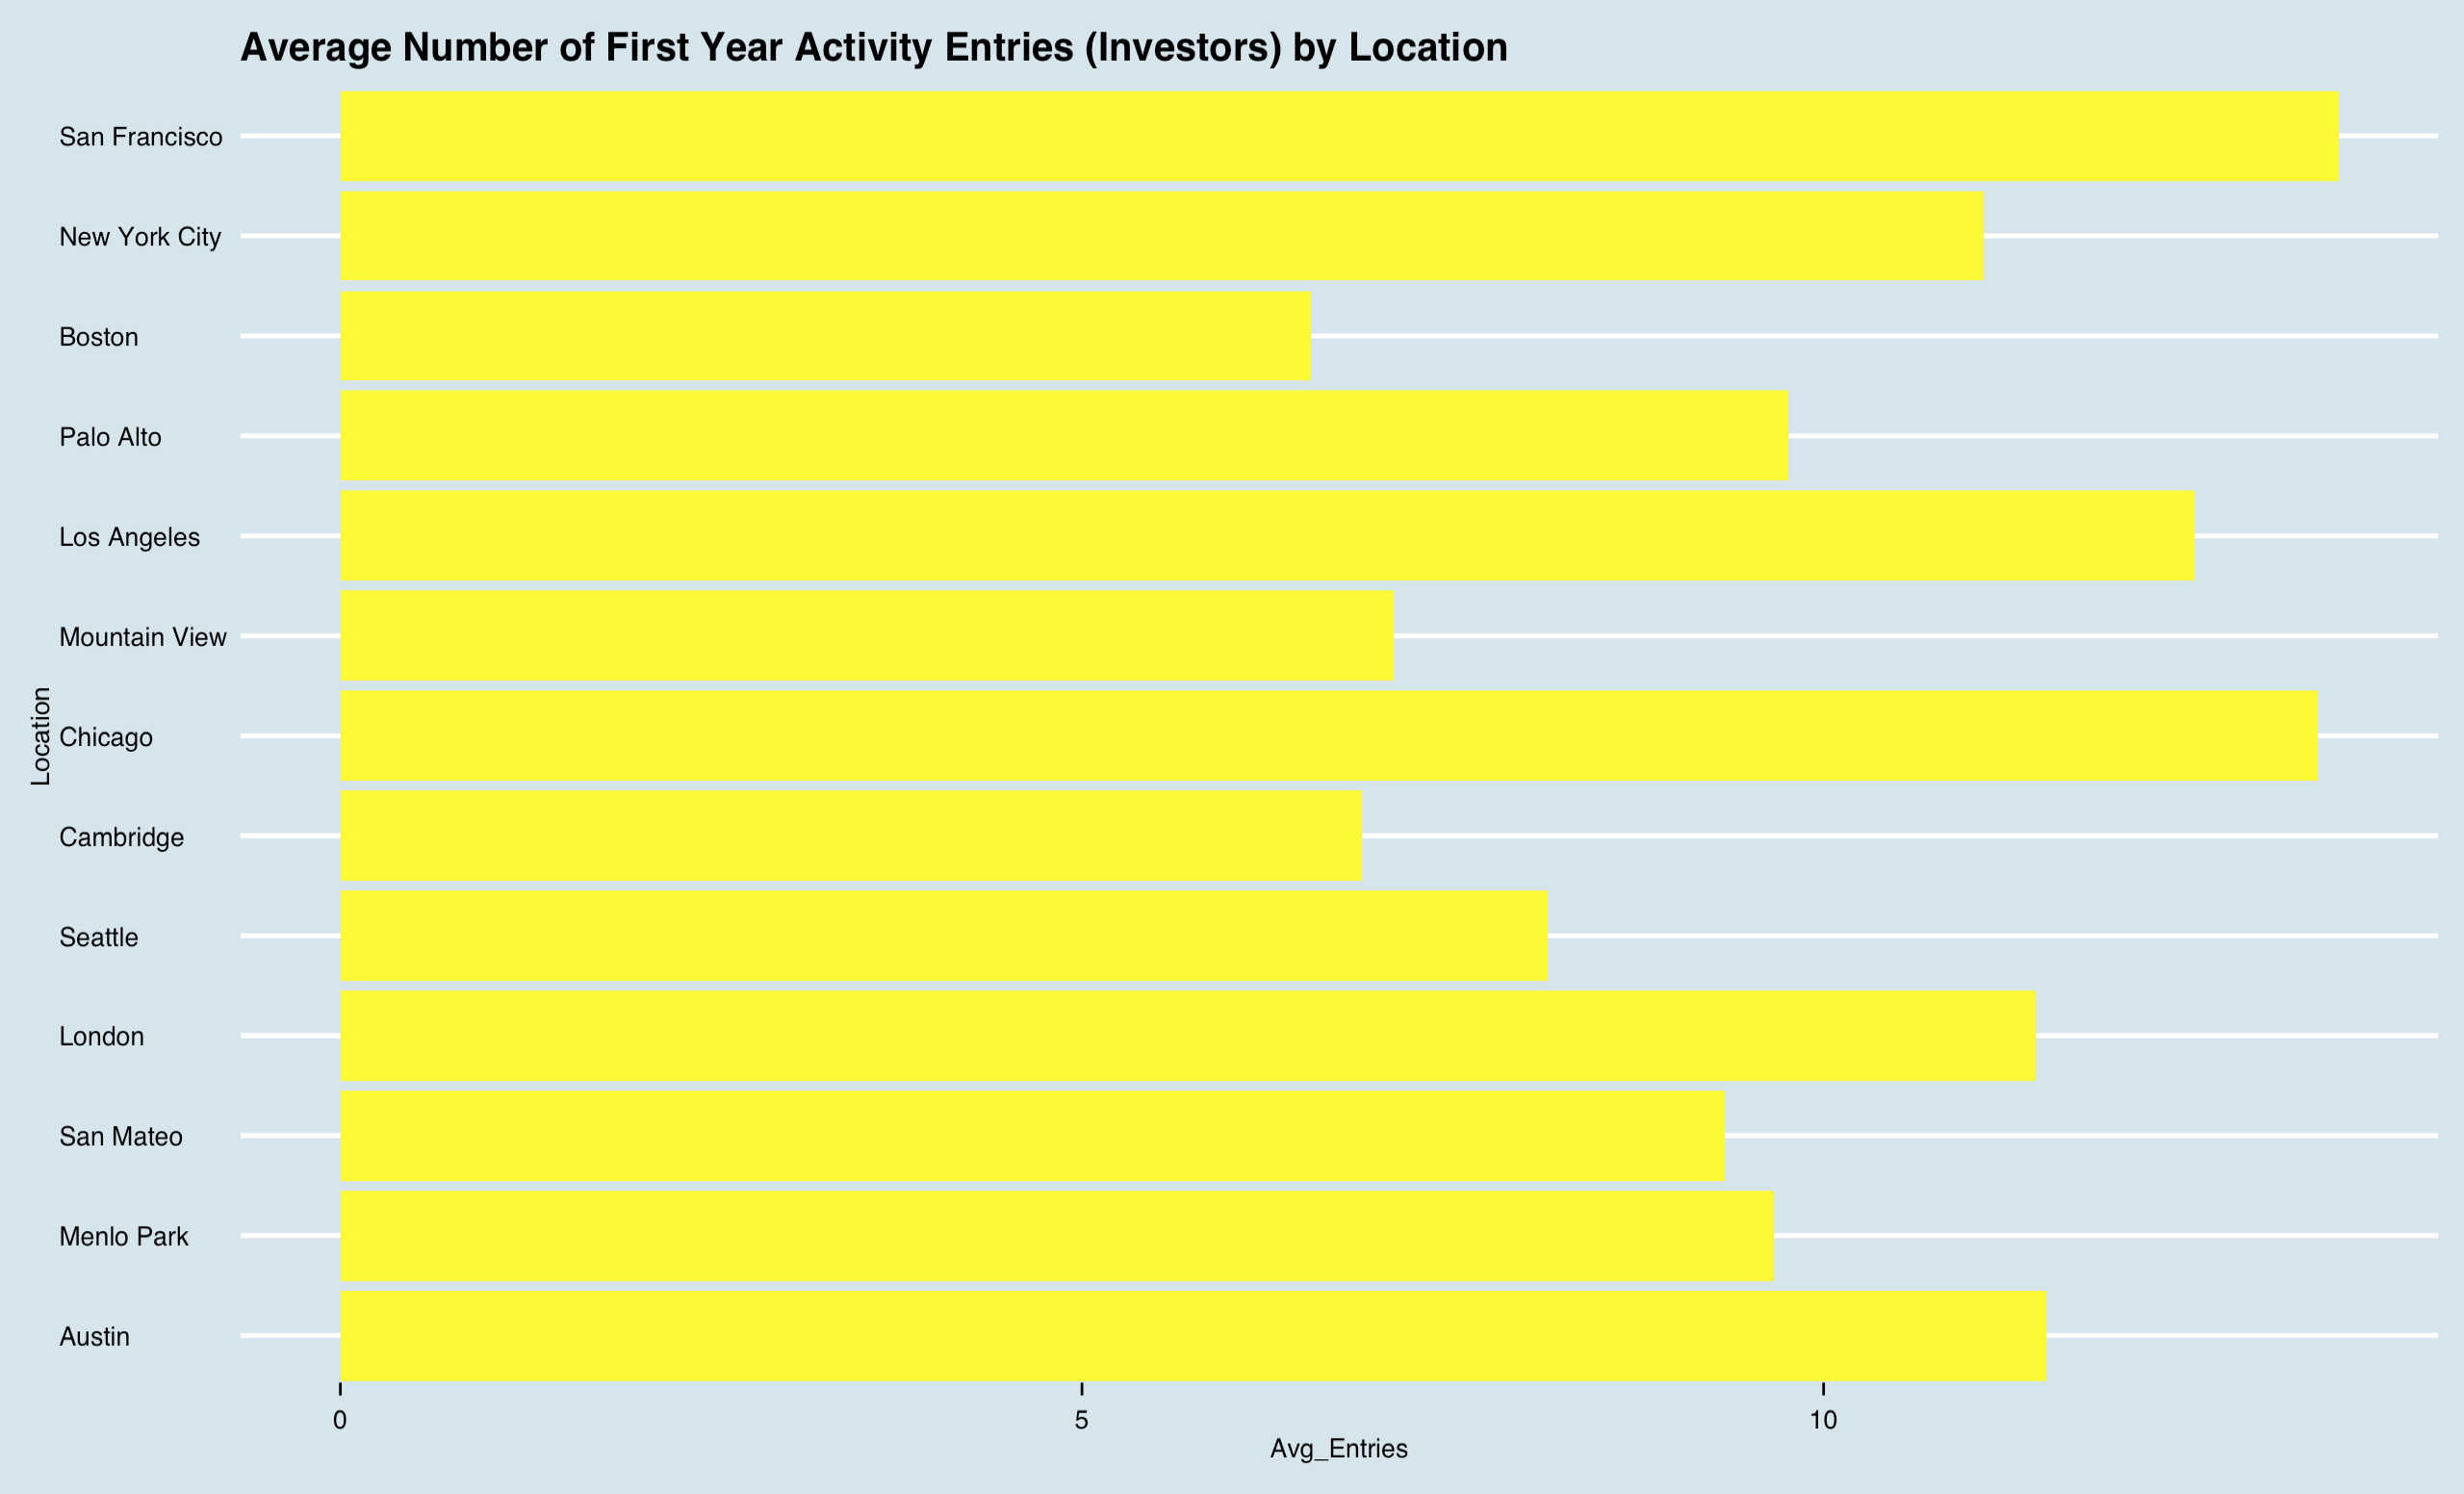 Average Number of First Year Activity Entries (Investors) by Location
San Francisco
New York City
Boston
Palo Alto
Los Angeles
Mountain View
Chicago
Location
Cambridge
Seattle
London
San Mateo
Menlo Park
Austin
0 5 10
Avg_Entries